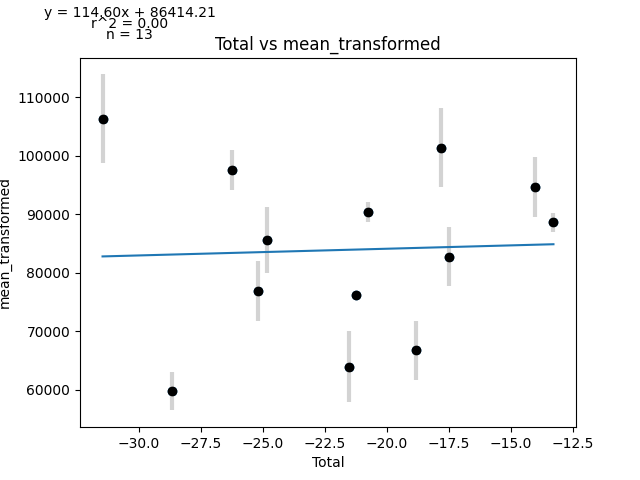 y = 114.60x + 86414.21
r^2 = 0.00
n = 13
Total vs mean_transformed
110000
100000
90000
80000
70000
60000
mean_transformed
−30.0 −27.5 −25.0 −22.5 −20.0 −17.5 −15.0 −12.5
Total